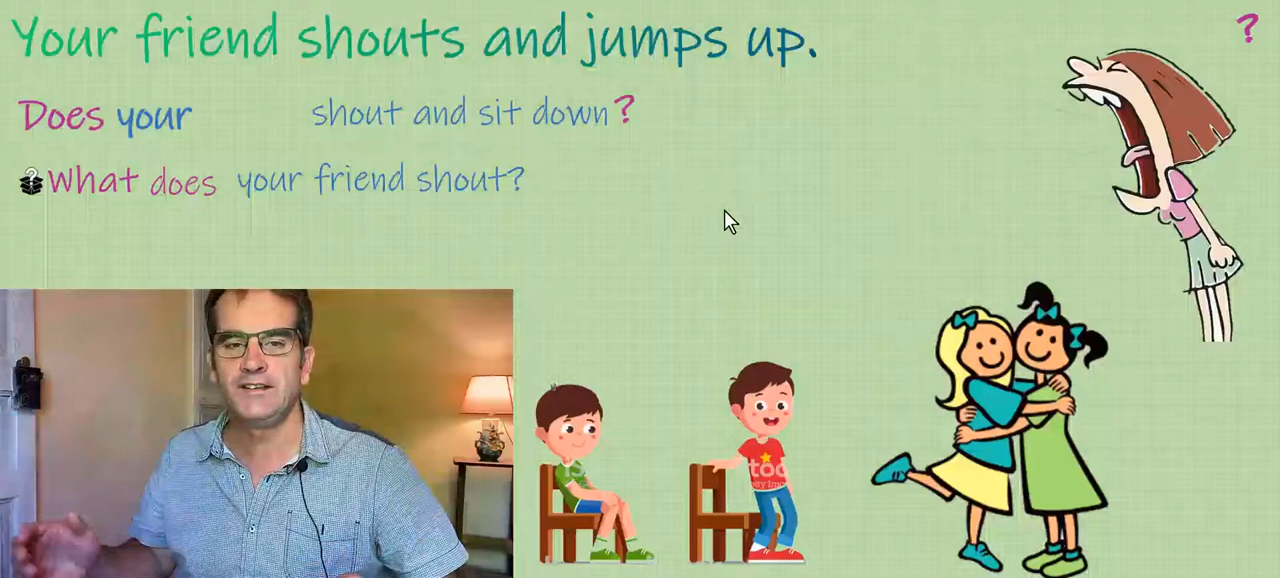 Your friend shouts and jumps up.
?
Does your shout and sit down?
What does your friend shout?